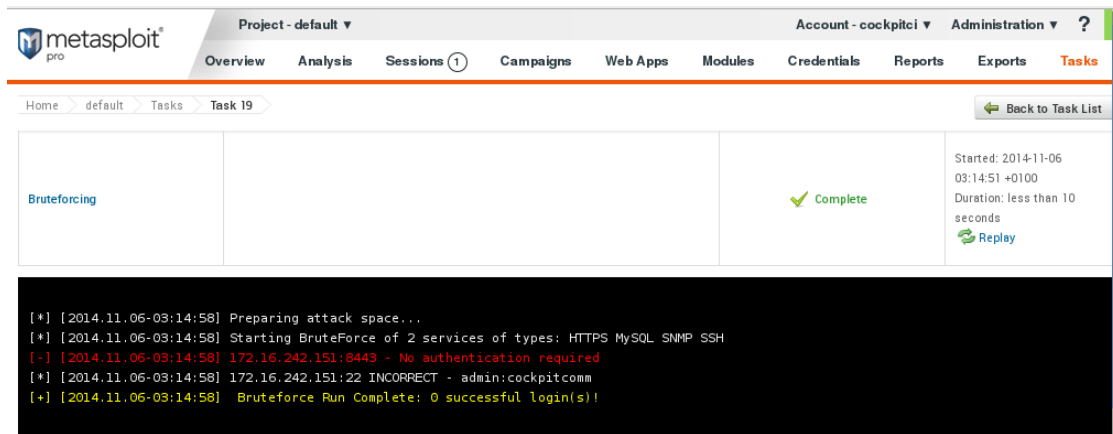 metasploit®
pro
Project - default ▼
Account - cockpitci ▼ Administration ▼ ?
Overview Analysis Sessions 1 Campaigns Web Apps Modules Credentials Reports Exports Tasks
Home default Tasks Task 19
Back to Task List
Bruteforcing
Complete
Started: 2014-11-06
03:14:51 +0100
Duration: less than 10
seconds
Replay
[*] [2014.11.06-03:14:58] Preparing attack space...
[*] [2014.11.06-03:14:58] Starting BruteForce of 2 services of types: HTTPS MySQL SNMP SSH
[-] [2014.11.06-03:14:58] 172.16.242.151:8443 - No authentication required
[*] [2014.11.06-03:14:58] 172.16.242.151:22 INCORRECT - admin:cockpitcomm
[+] [2014.11.06-03:14:58]  Bruteforce Run Complete: 0 successful login(s)!